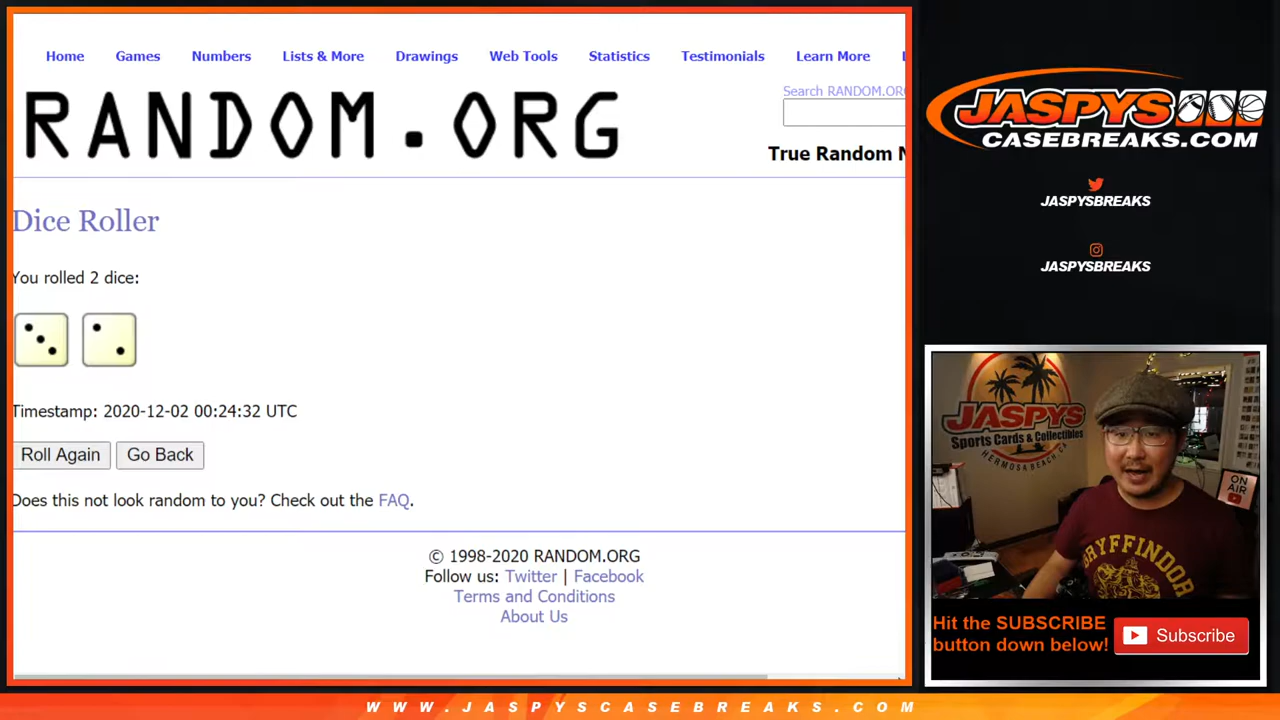 Home Games Numbers Lists & More Drawings Web Tools Statistics Testimonials Learn More
Search RANDOM.ORG
RANDOM.ORG
True Random N
Dice Roller
You rolled 2 dice:
Timestamp: 2020-12-02 00:24:32 UTC
Roll Again Go Back
Does this not look random to you? Check out the FAQ.
© 1998-2020 RANDOM.ORG
Follow us: Twitter | Facebook
Terms and Conditions
About Us
JASPYS
CASEBREAKS.COM
JASPYSBREAKS
JASPYSBREAKS
JASPYS
Sports Cards & Collectibles
HERMOSA BEACH CA
ON
AIR
GRYFFINDOR
Hit the SUBSCRIBE
button down below!
Subscribe
WWW.JASPYSCASEBREAKS.COM